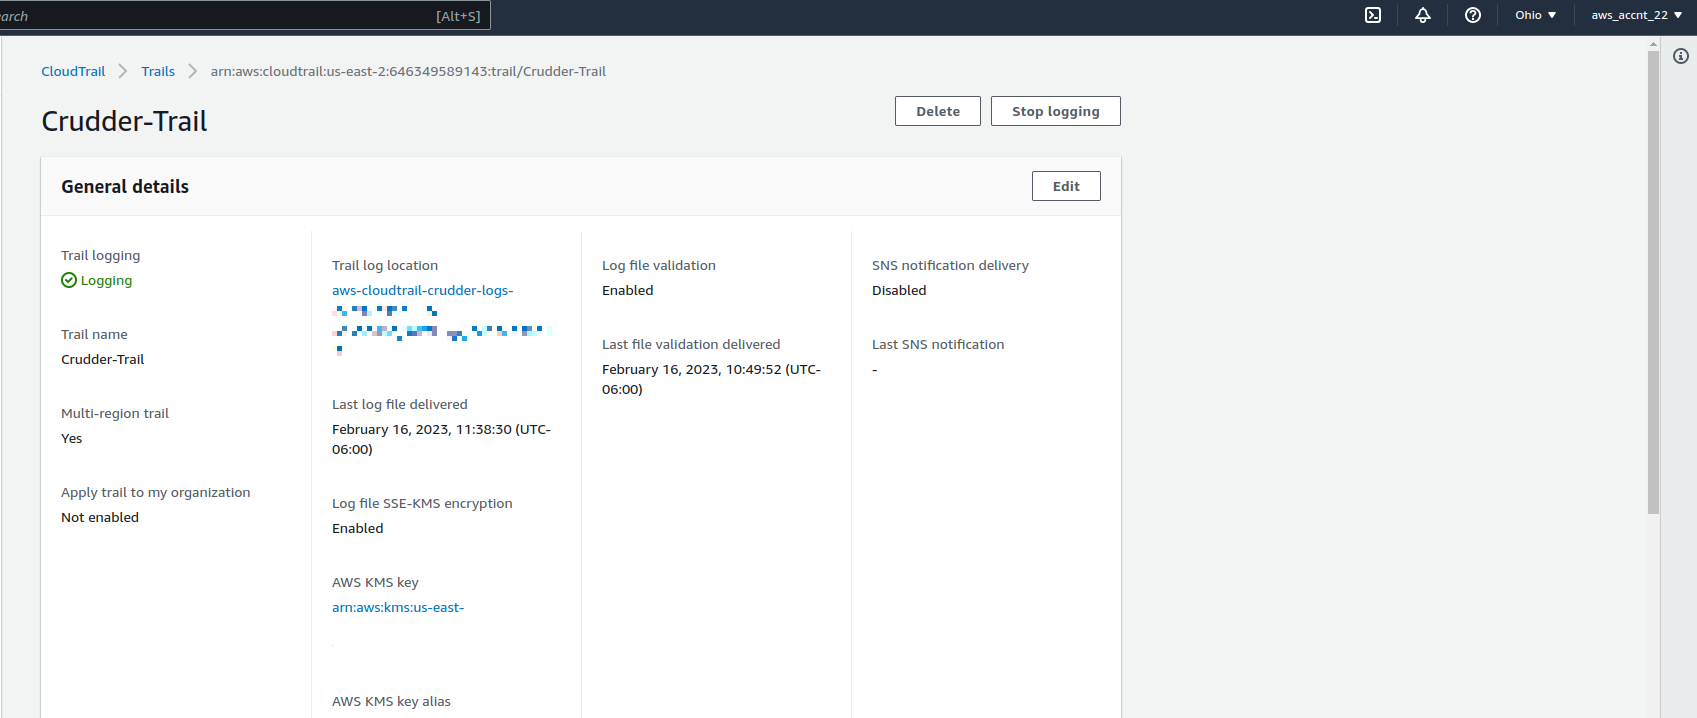 arch [Alt+S] Ohio aws_accnt_22
CloudTrail Trails arn:aws:cloudtrail:us-east-2:646349589143:trail/Crudder-Trail
Crudder-Trail
Delete Stop logging
General details
Edit
Trail logging
Logging
Trail name
Crudder-Trail
Multi-region trail
Yes
Apply trail to my organization
Not enabled
Trail log location
aws-cloudtrail-crudder-logs-
Last log file delivered
February 16, 2023, 11:38:30 (UTC-
06:00)
Log file SSE-KMS encryption
Enabled
AWS KMS key
arn:aws:kms:us-east-
AWS KMS key alias
Log file validation
Enabled
Last file validation delivered
February 16, 2023, 10:49:52 (UTC-
06:00)
SNS notification delivery
Disabled
Last SNS notification
-